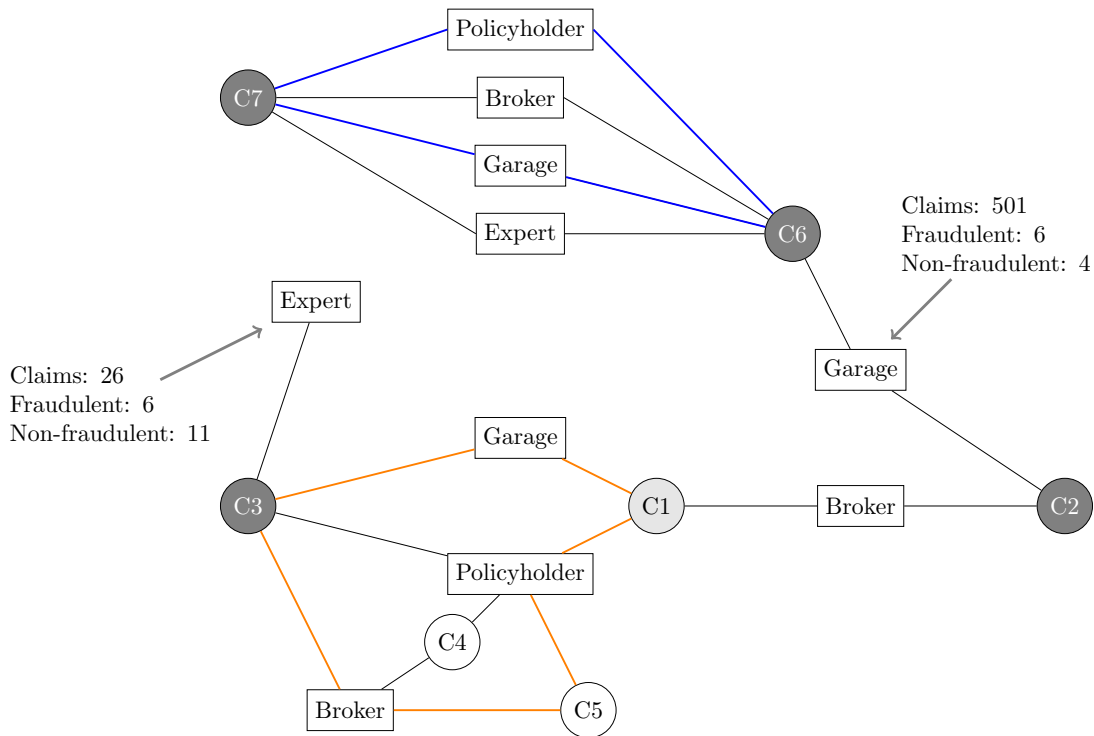 Policyholder
C7
Broker
Garage
Expert
C6
Claims: 501
Fraudulent: 6
Non-fraudulent: 4
Expert
Garage
Claims: 26
Fraudulent: 6
Non-fraudulent: 11
Garage
C3
C1
Broker
C2
Policyholder
C4
Broker
C5